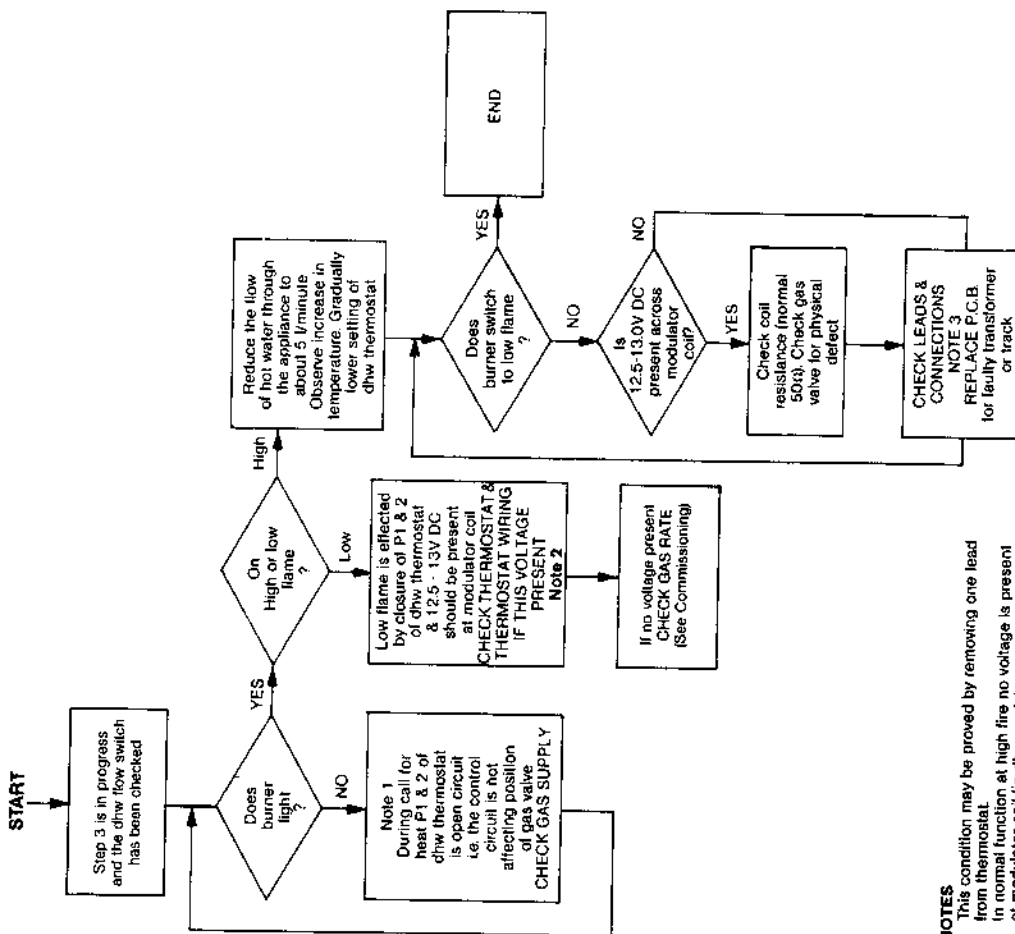 START
Step 3 is in progress
and the dhw flow switch
has been checked
Does
burner
light
?
YES
NO
Note 1
During call for
heat P1 & 2 of
dhw thermostat
is open circuit
i.e. the control
circuit is not
affecting position
of gas valve
CHECK GAS SUPPLY
On
High or low
flame
?
High
Low
Low flame is effected
by closure of P1 & 2
of dhw thermostat
& 12.5 - 13V DC
should be present
at modulator coil
CHECK THERMOSTAT &
THERMOSTAT WIRING
IF THIS VOLTAGE
PRESENT
Note 2
If no voltage present
CHECK GAS RATE
(See Commissioning)
Reduce the flow
of hot water through
the appliance to
about 5 l/minute
Observe increase in
temperature. Gradually
lower setting of
dhw thermostat
Does
burner switch
to low flame
?
YES
NO
END
Is
12.5-13.0V DC
present across
modulator
coil?
NO
YES
Check coil
resistance (normal
50Ω). Check gas
valve for physical
defect
CHECK LEADS &
CONNECTIONS
NOTE 3
REPLACE P.C.B.
for faulty transformer
or track
NOTES
This condition may be proved by removing one lead
from thermostat.
In normal function at high fire no voltage is present
at modulator coil